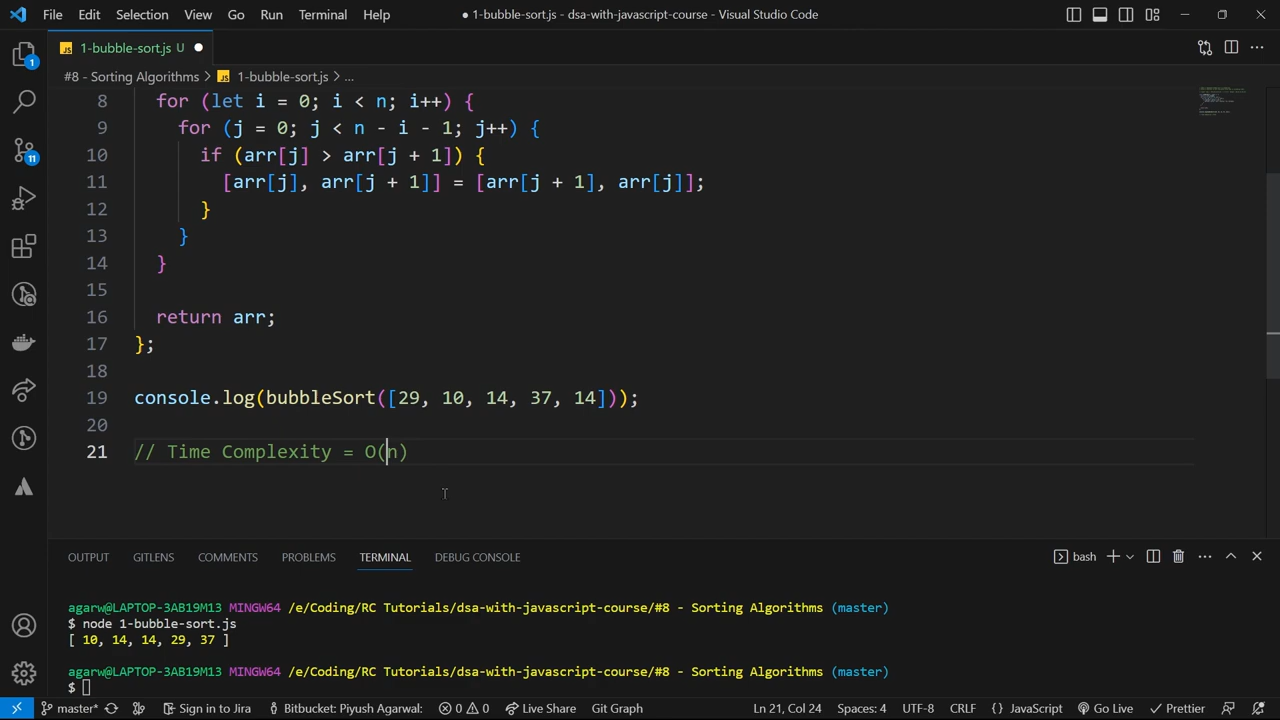 File Edit Selection View Go Run Terminal Help
● 1-bubble-sort.js - dsa-with-javascript-course - Visual Studio Code
JS 1-bubble-sort.js U
#8 - Sorting Algorithms > JS 1-bubble-sort.js > ...
8 for (let i = 0; i < n; i++) {
9 for (j = 0; j < n - i - 1; j++) {
10 if (arr[j] > arr[j + 1]) {
11 [arr[j], arr[j + 1]] = [arr[j + 1], arr[j]];
12 }
13 }
14 }
15
16 return arr;
17 };
18
19 console.log(bubbleSort([29, 10, 14, 37, 14]));
20
21 // Time Complexity = O(n)
1
11
OUTPUT GITLENS COMMENTS PROBLEMS TERMINAL DEBUG CONSOLE
bash
agarw@LAPTOP-3AB19M13 MINGW64 /e/Coding/RC Tutorials/dsa-with-javascript-course/#8 - Sorting Algorithms (master)
$ node 1-bubble-sort.js
[ 10, 14, 14, 29, 37 ]
agarw@LAPTOP-3AB19M13 MINGW64 /e/Coding/RC Tutorials/dsa-with-javascript-course/#8 - Sorting Algorithms (master)
$
master* Sign in to Jira Bitbucket: Piyush Agarwal: 0 0 Live Share Git Graph Ln 21, Col 24 Spaces: 4 UTF-8 CRLF {} JavaScript Go Live Prettier